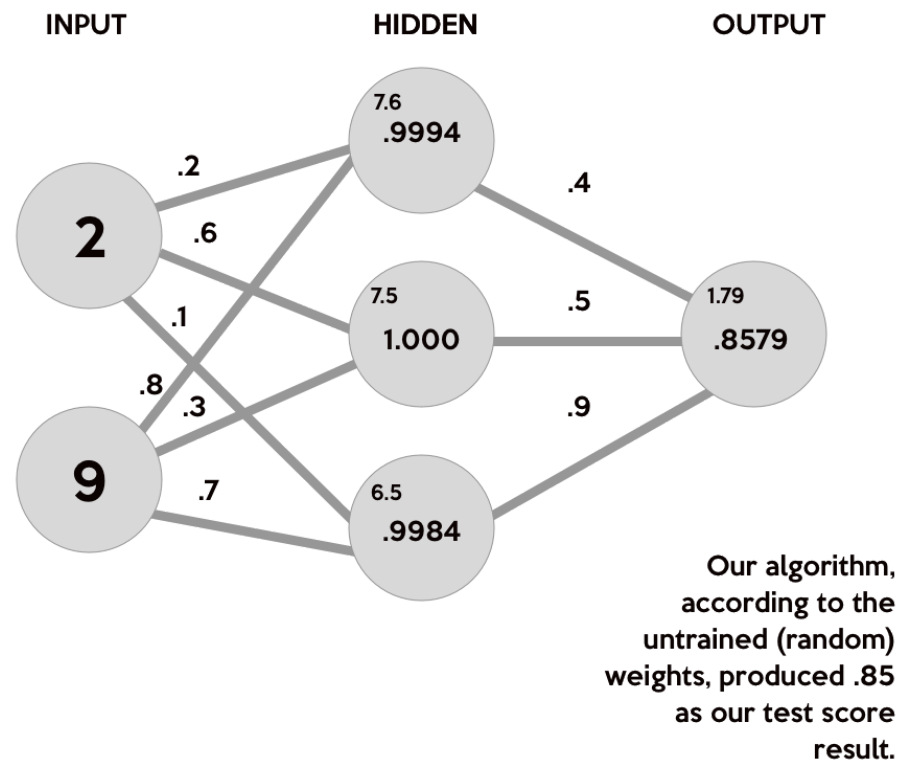 INPUT
HIDDEN
OUTPUT
7.6
.9994
.2
.4
2
.6
7.5
1.000
.1
.5
1.79
.8579
.8
.3
.9
9
.7
6.5
.9984
Our algorithm,
according to the
untrained (random)
weights, produced .85
as our test score
result.